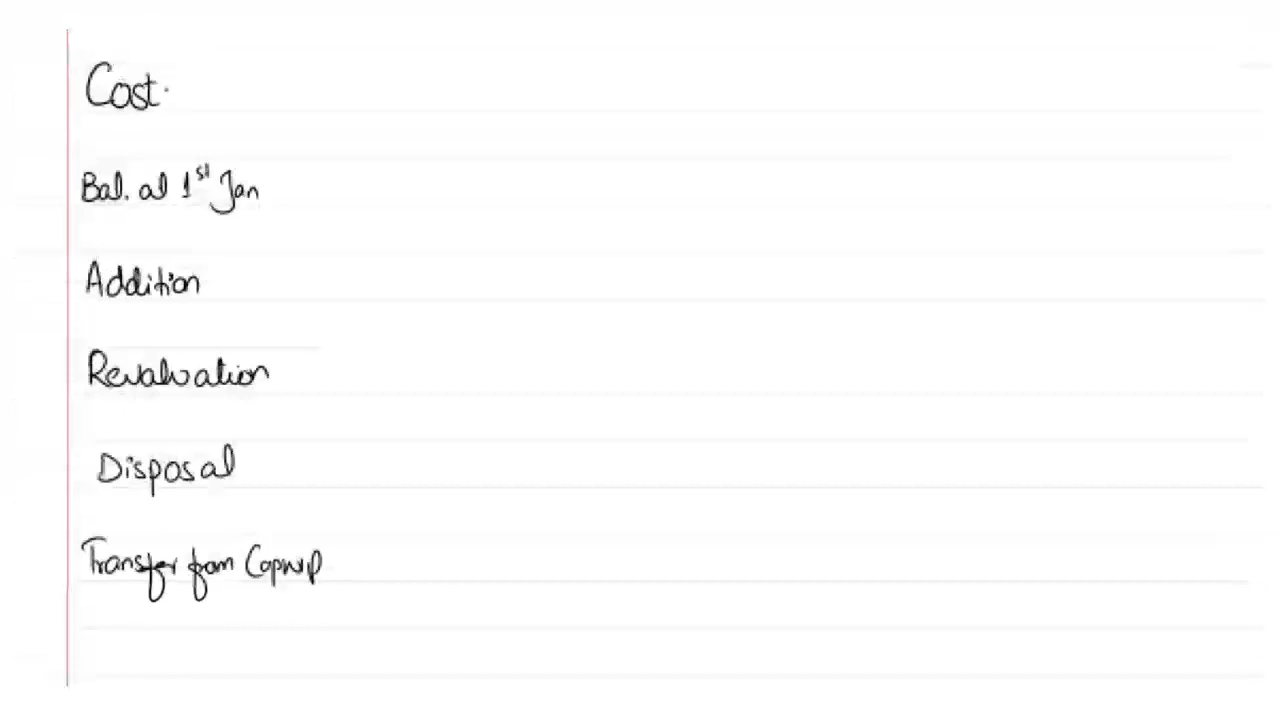 Cost.
Bal. at 1st Jan
Addition
Revaluation
Disposal
Transfer from Capwip